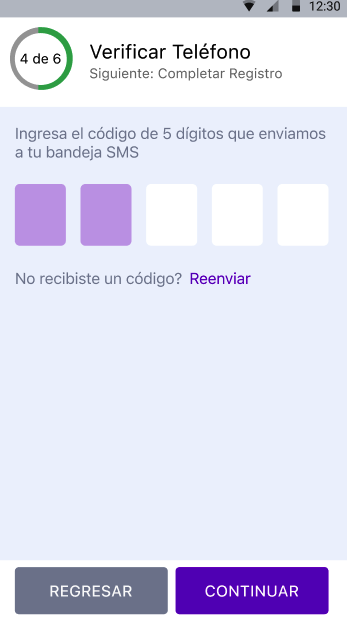 12:30
4 de 6
Verificar Teléfono
Siguiente: Completar Registro
Ingresa el código de 5 dígitos que enviamos
a tu bandeja SMS
No recibiste un código? Reenviar
REGRESAR
CONTINUAR